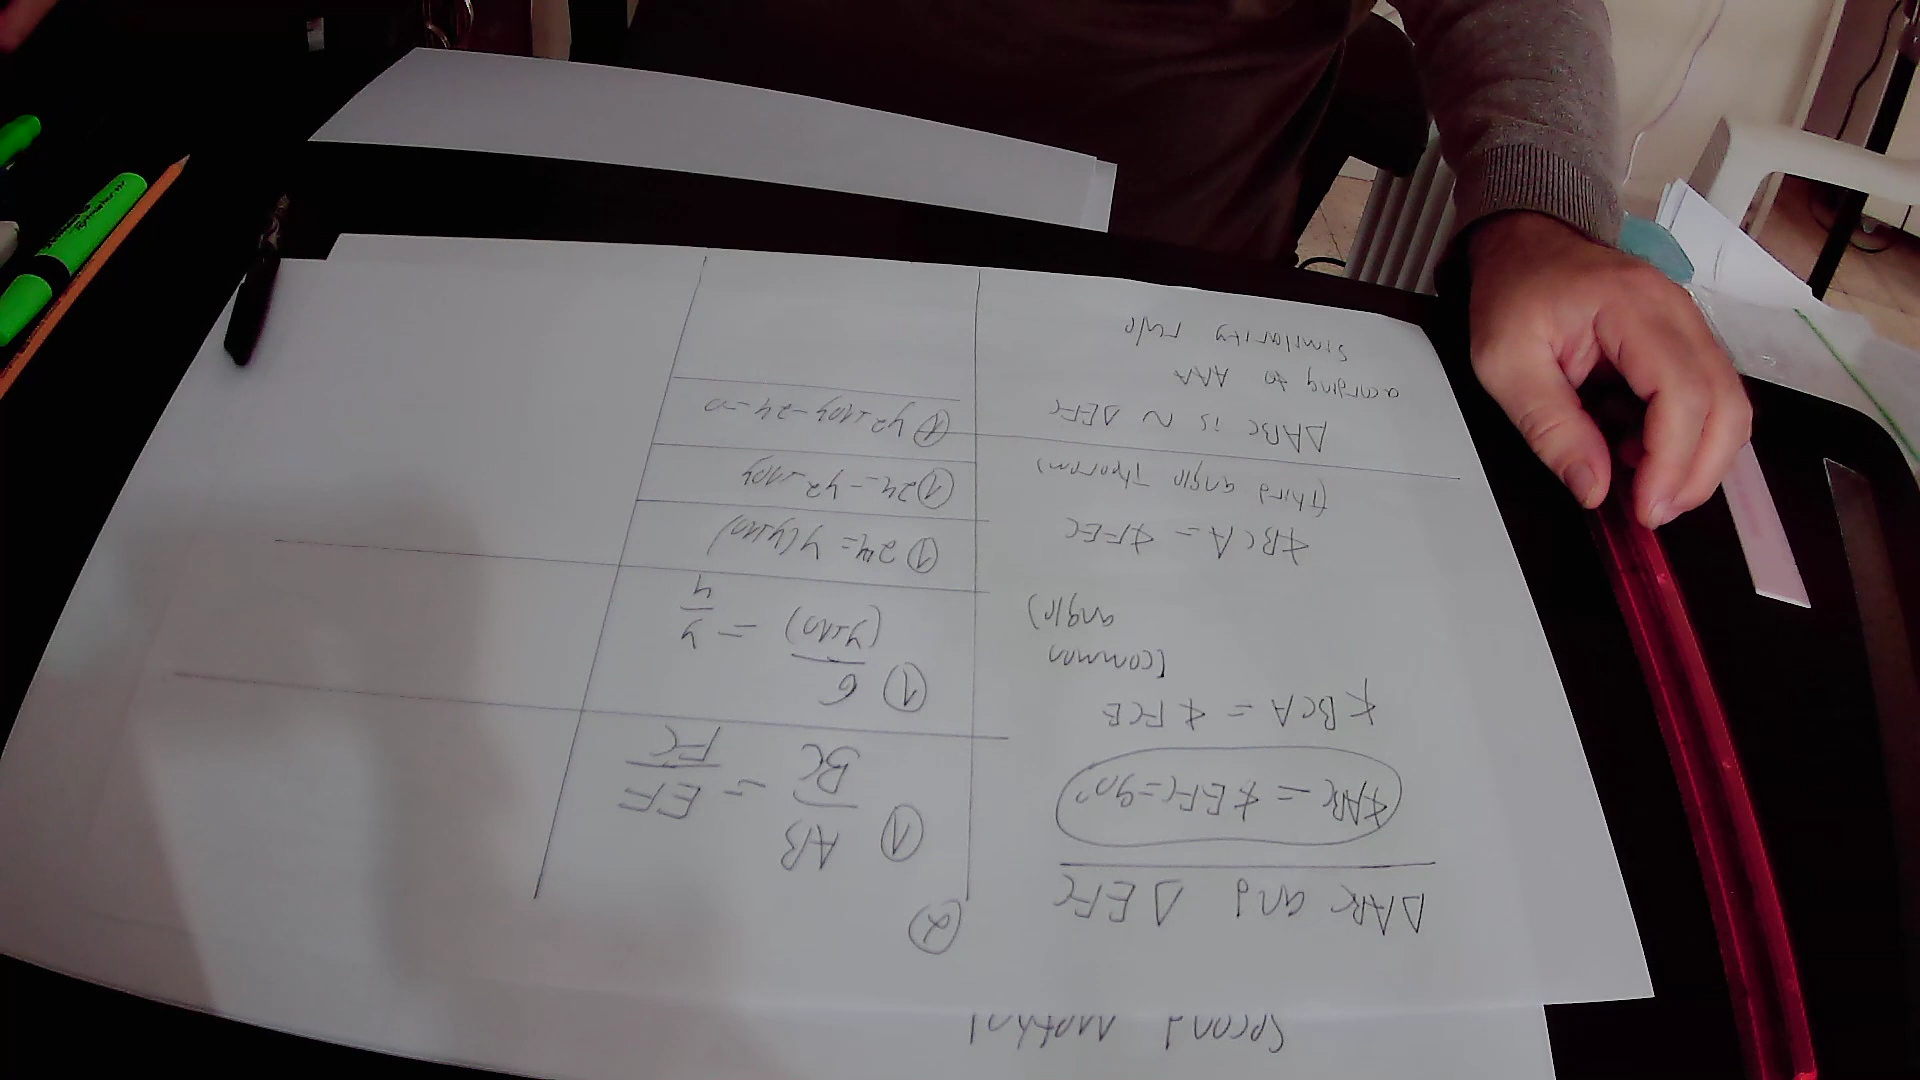 Second method
ΔABC and ΔEFC
∡ABC = ∡EFC = 90°
∡BCA = ∡FCE
(common
angle)
∡BCA = ∡FEC
(Third angle Theorem)
ΔABC is ~ ΔEFC
acording to AAA
similarity rule
②
① AB/BC = EF/FC
① 6/(y+10) = y/4
① 24 = y(y+10)
① 24 = y²+10y
① y²+10y-24=0